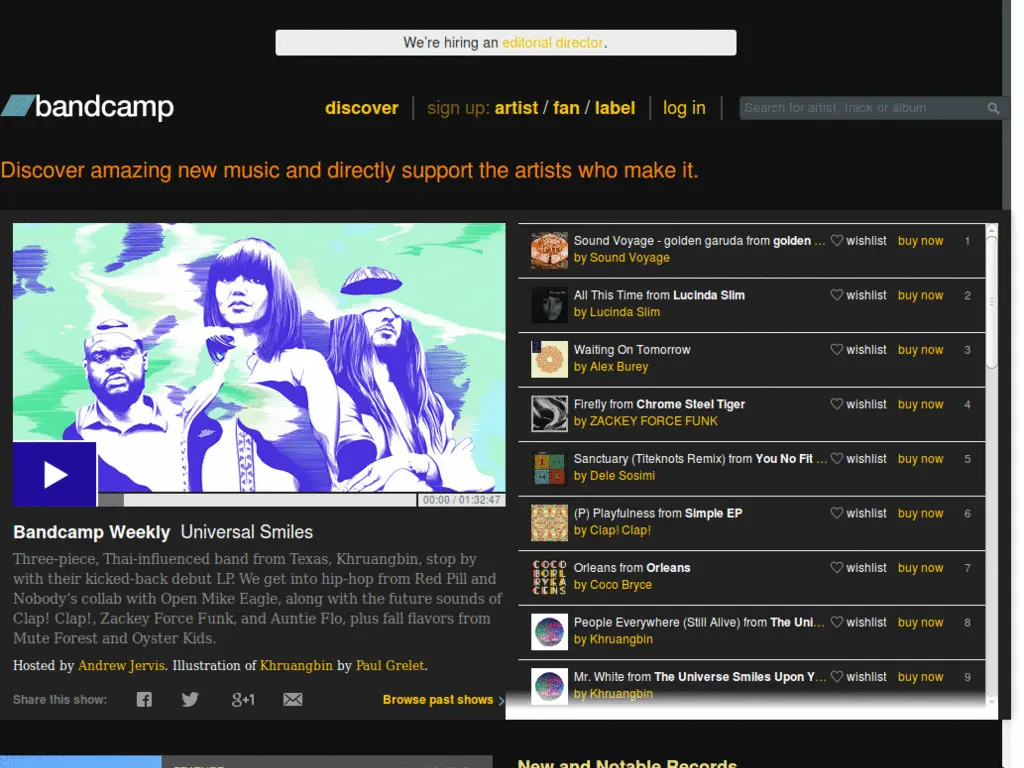 We're hiring an editorial director.
bandcamp
discover
sign up: artist / fan / label
log in
Search for artist, track or album
Discover amazing new music and directly support the artists who make it.
00:00 / 01:32:47
Bandcamp Weekly Universal Smiles
Three-piece, Thai-influenced band from Texas, Khruangbin, stop by
with their kicked-back debut LP. We get into hip-hop from Red Pill and
Nobody's collab with Open Mike Eagle, along with the future sounds of
Clap! Clap!, Zackey Force Funk, and Auntie Flo, plus fall flavors from
Mute Forest and Oyster Kids.
Hosted by Andrew Jervis. Illustration of Khruangbin by Paul Grelet.
Share this show:
g+1
Browse past shows
Sound Voyage - golden garuda from golden ... wishlist buy now 1
by Sound Voyage
All This Time from Lucinda Slim wishlist buy now 2
by Lucinda Slim
Waiting On Tomorrow wishlist buy now 3
by Alex Burey
Firefly from Chrome Steel Tiger wishlist buy now 4
by ZACKEY FORCE FUNK
Sanctuary (Titeknots Remix) from You No Fit ... wishlist buy now 5
by Dele Sosimi
(P) Playfulness from Simple EP wishlist buy now 6
by Clap! Clap!
COCO
BORL
RYEA
CENS
Orleans from Orleans wishlist buy now 7
by Coco Bryce
People Everywhere (Still Alive) from The Uni... wishlist buy now 8
by Khruangbin
Mr. White from The Universe Smiles Upon Y... wishlist buy now 9
by Khruangbin
New and Notable Records